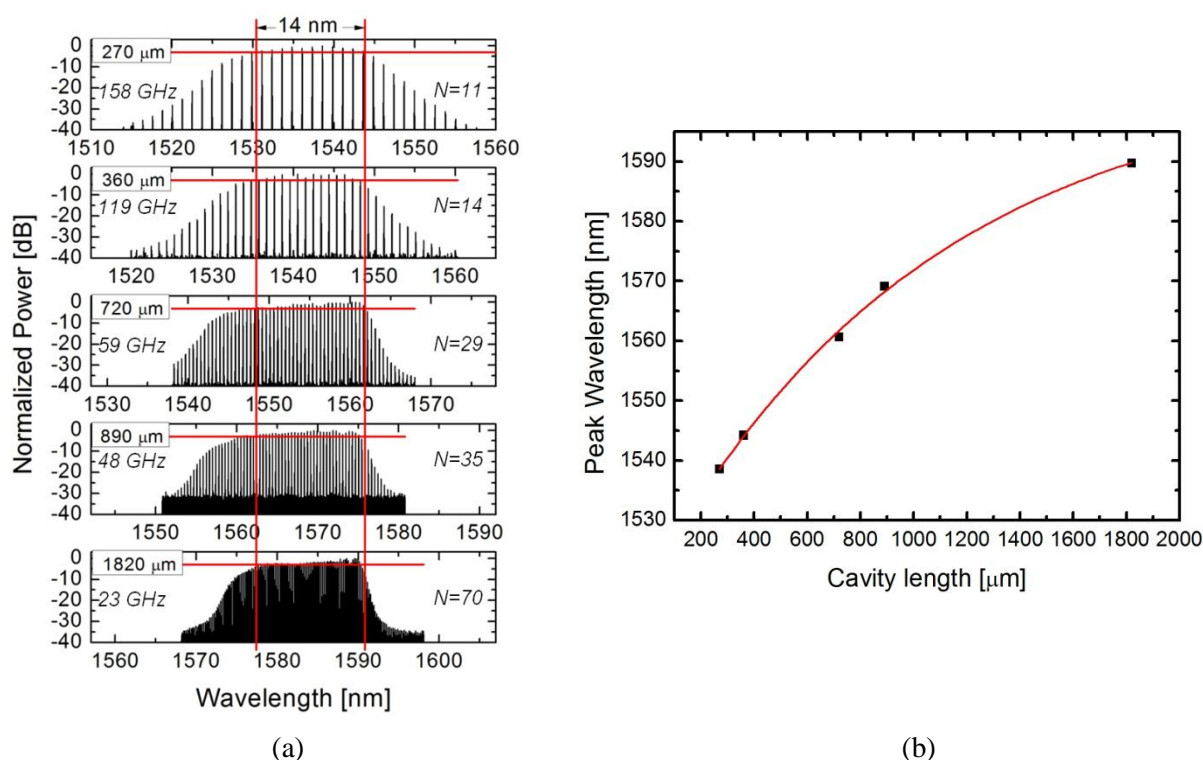 14 nm
0
-10
-20
-30
-40
270 μm
158 GHz
N=11
1510 1520 1530 1540 1550 1560
0
-10
-20
-30
-40
360 μm
119 GHz
N=14
1520 1530 1540 1550 1560
0
-10
-20
-30
-40
720 μm
59 GHz
N=29
1530 1540 1550 1560 1570
0
-10
-20
-30
-40
890 μm
48 GHz
N=35
1550 1560 1570 1580 1590
0
-10
-20
-30
-40
1820 μm
23 GHz
N=70
1560 1570 1580 1590 1600
Normalized Power [dB]
Wavelength [nm]
(a)
1590
1580
1570
1560
1550
1540
1530
Peak Wavelength [nm]
200 400 600 800 1000 1200 1400 1600 1800 2000
Cavity length [μm]
(b)